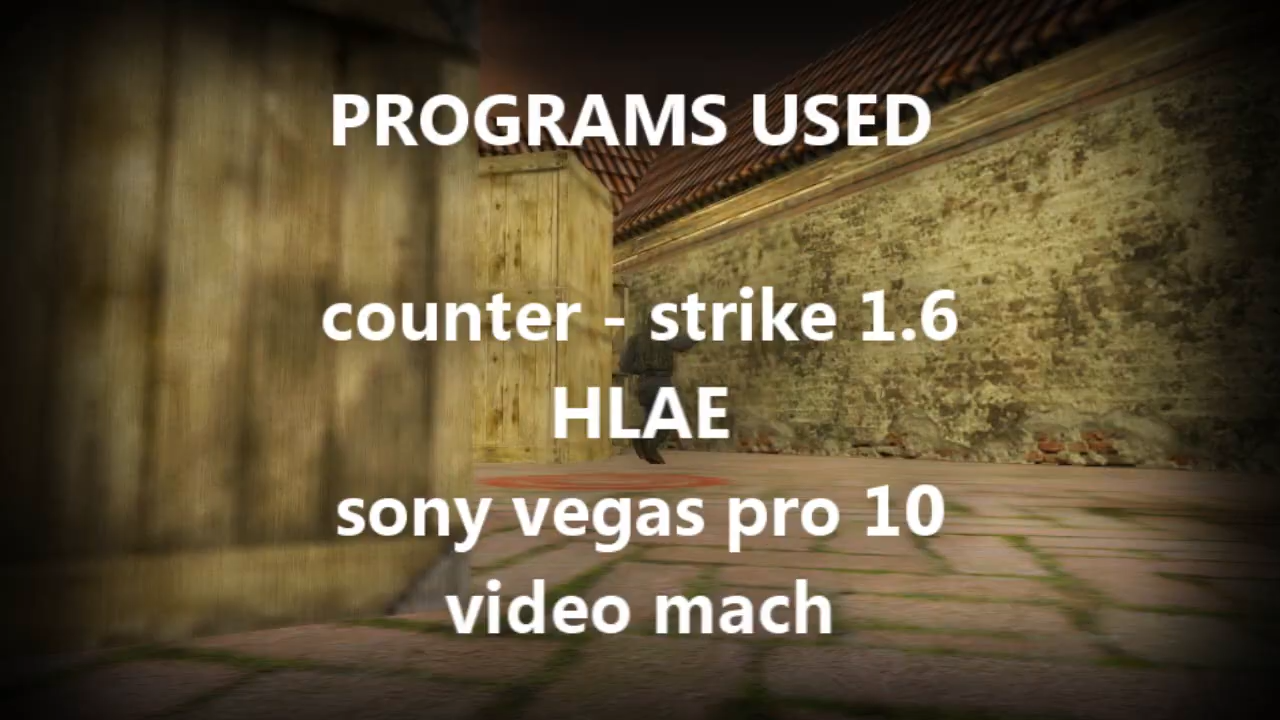 PROGRAMS USED
counter - strike 1.6
HLAE
sony vegas pro 10
video mach